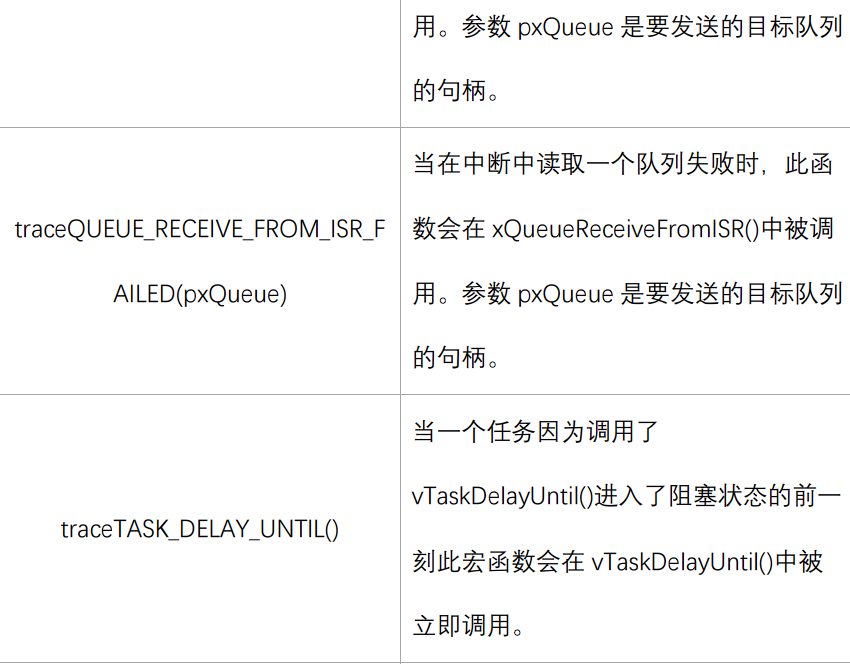 用。参数 pxQueue 是要发送的目标队列
的句柄。
traceQUEUE_RECEIVE_FROM_ISR_F
AILED(pxQueue)
当在中断中读取一个队列失败时，此函
数会在 xQueueReceiveFromISR()中被调
用。参数 pxQueue 是要发送的目标队列
的句柄。
traceTASK_DELAY_UNTIL()
当一个任务因为调用了
vTaskDelayUntil()进入了阻塞状态的前一
刻此宏函数会在 vTaskDelayUntil()中被
立即调用。